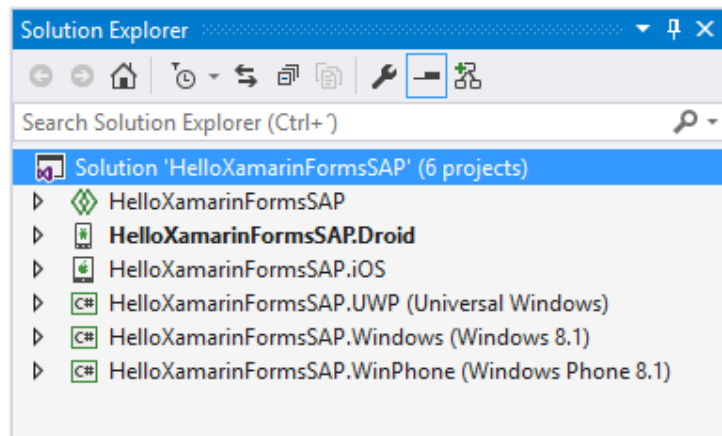 Solution Explorer
Search Solution Explorer (Ctrl+´)
Solution 'HelloXamarinFormsSAP' (6 projects)
HelloXamarinFormsSAP
HelloXamarinFormsSAP.Droid
HelloXamarinFormsSAP.iOS
C# HelloXamarinFormsSAP.UWP (Universal Windows)
C# HelloXamarinFormsSAP.Windows (Windows 8.1)
C# HelloXamarinFormsSAP.WinPhone (Windows Phone 8.1)